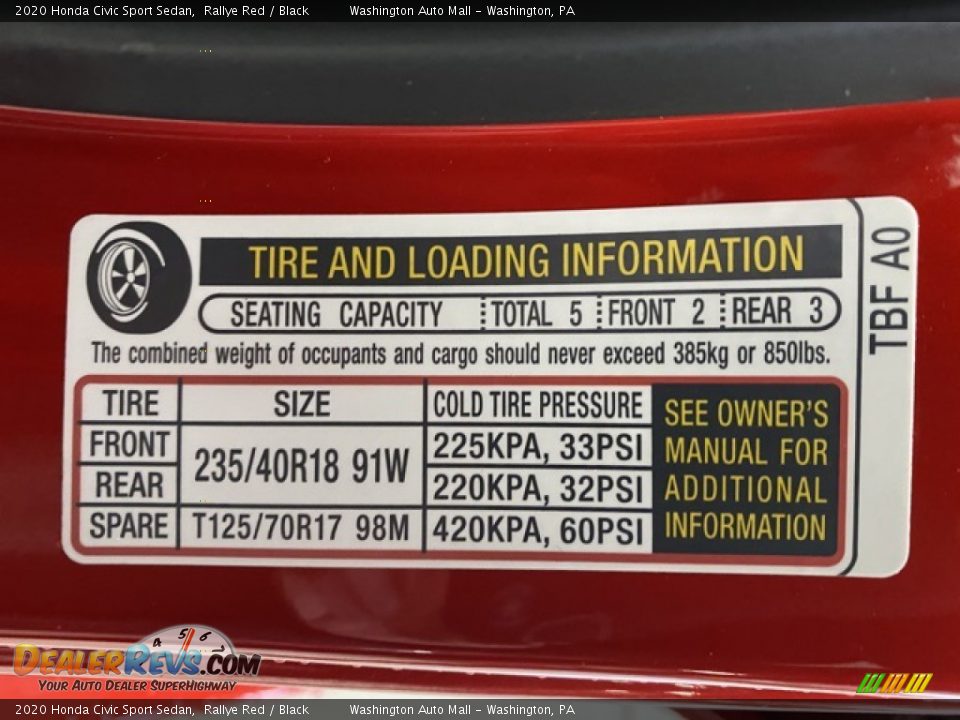 2020 Honda Civic Sport Sedan, Rallye Red / Black Washington Auto Mall - Washington, PA
TIRE AND LOADING INFORMATION
SEATING CAPACITY TOTAL 5 FRONT 2 REAR 3
The combined weight of occupants and cargo should never exceed 385kg or 850lbs.
TBF A0
TIRE SIZE COLD TIRE PRESSURE
FRONT 235/40R18 91W 225KPA, 33PSI
REAR 220KPA, 32PSI
SPARE T125/70R17 98M 420KPA, 60PSI
SEE OWNER'S
MANUAL FOR
ADDITIONAL
INFORMATION
4 5 6
DEALERREVS.COM
YOUR AUTO DEALER SUPERHIGHWAY
2020 Honda Civic Sport Sedan, Rallye Red / Black Washington Auto Mall - Washington, PA